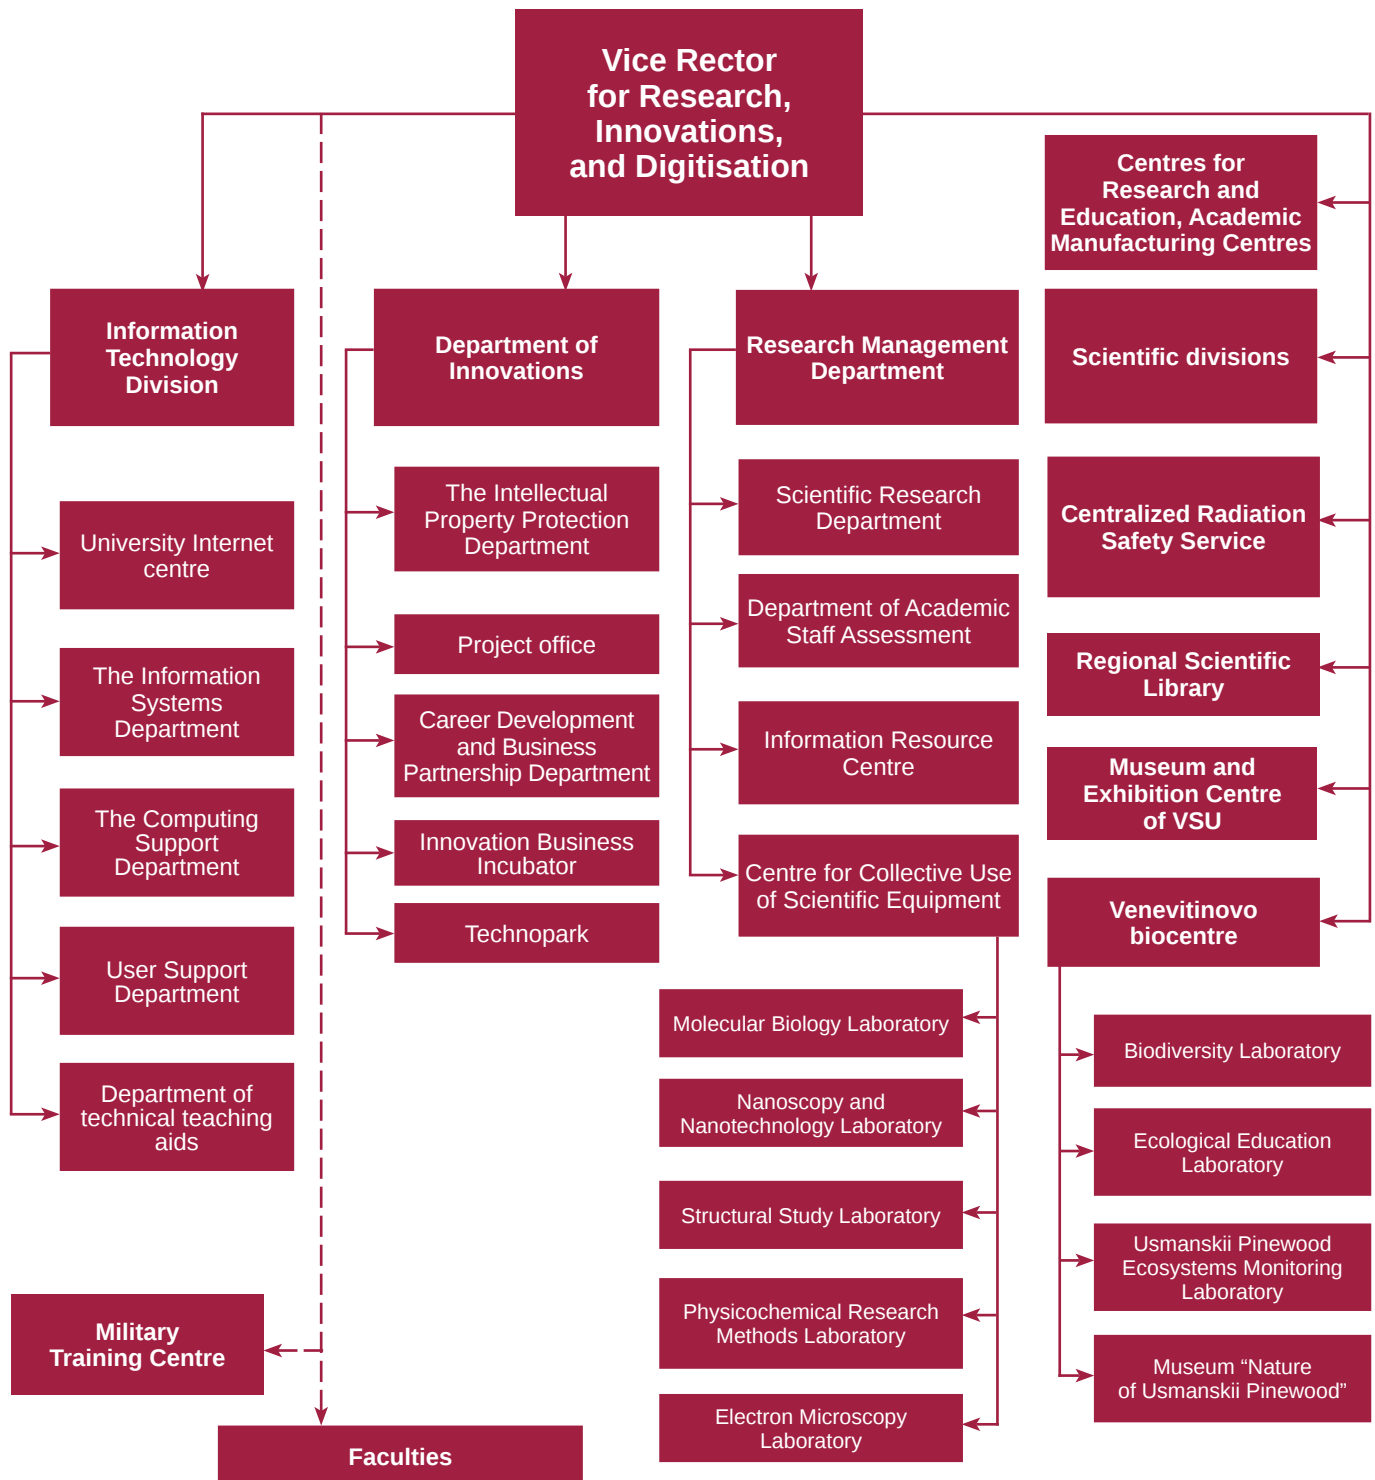 Vice Rector
for Research,
Innovations,
and Digitisation
Information
Technology
Division
University Internet
centre
The Information
Systems
Department
The Computing
Support
Department
User Support
Department
Department of
technical teaching
aids
Military
Training Centre
Faculties
Department of
Innovations
The Intellectual
Property Protection
Department
Project office
Career Development
and Business
Partnership Department
Innovation Business
Incubator
Technopark
Research Management
Department
Scientific Research
Department
Department of Academic
Staff Assessment
Information Resource
Centre
Centre for Collective Use
of Scientific Equipment
Molecular Biology Laboratory
Nanoscopy and
Nanotechnology Laboratory
Structural Study Laboratory
Physicochemical Research
Methods Laboratory
Electron Microscopy
Laboratory
Centres for
Research and
Education, Academic
Manufacturing Centres
Scientific divisions
Centralized Radiation
Safety Service
Regional Scientific
Library
Museum and
Exhibition Centre
of VSU
Venevitinovo
biocentre
Biodiversity Laboratory
Ecological Education
Laboratory
Usmanskii Pinewood
Ecosystems Monitoring
Laboratory
Museum “Nature
of Usmanskii Pinewood”